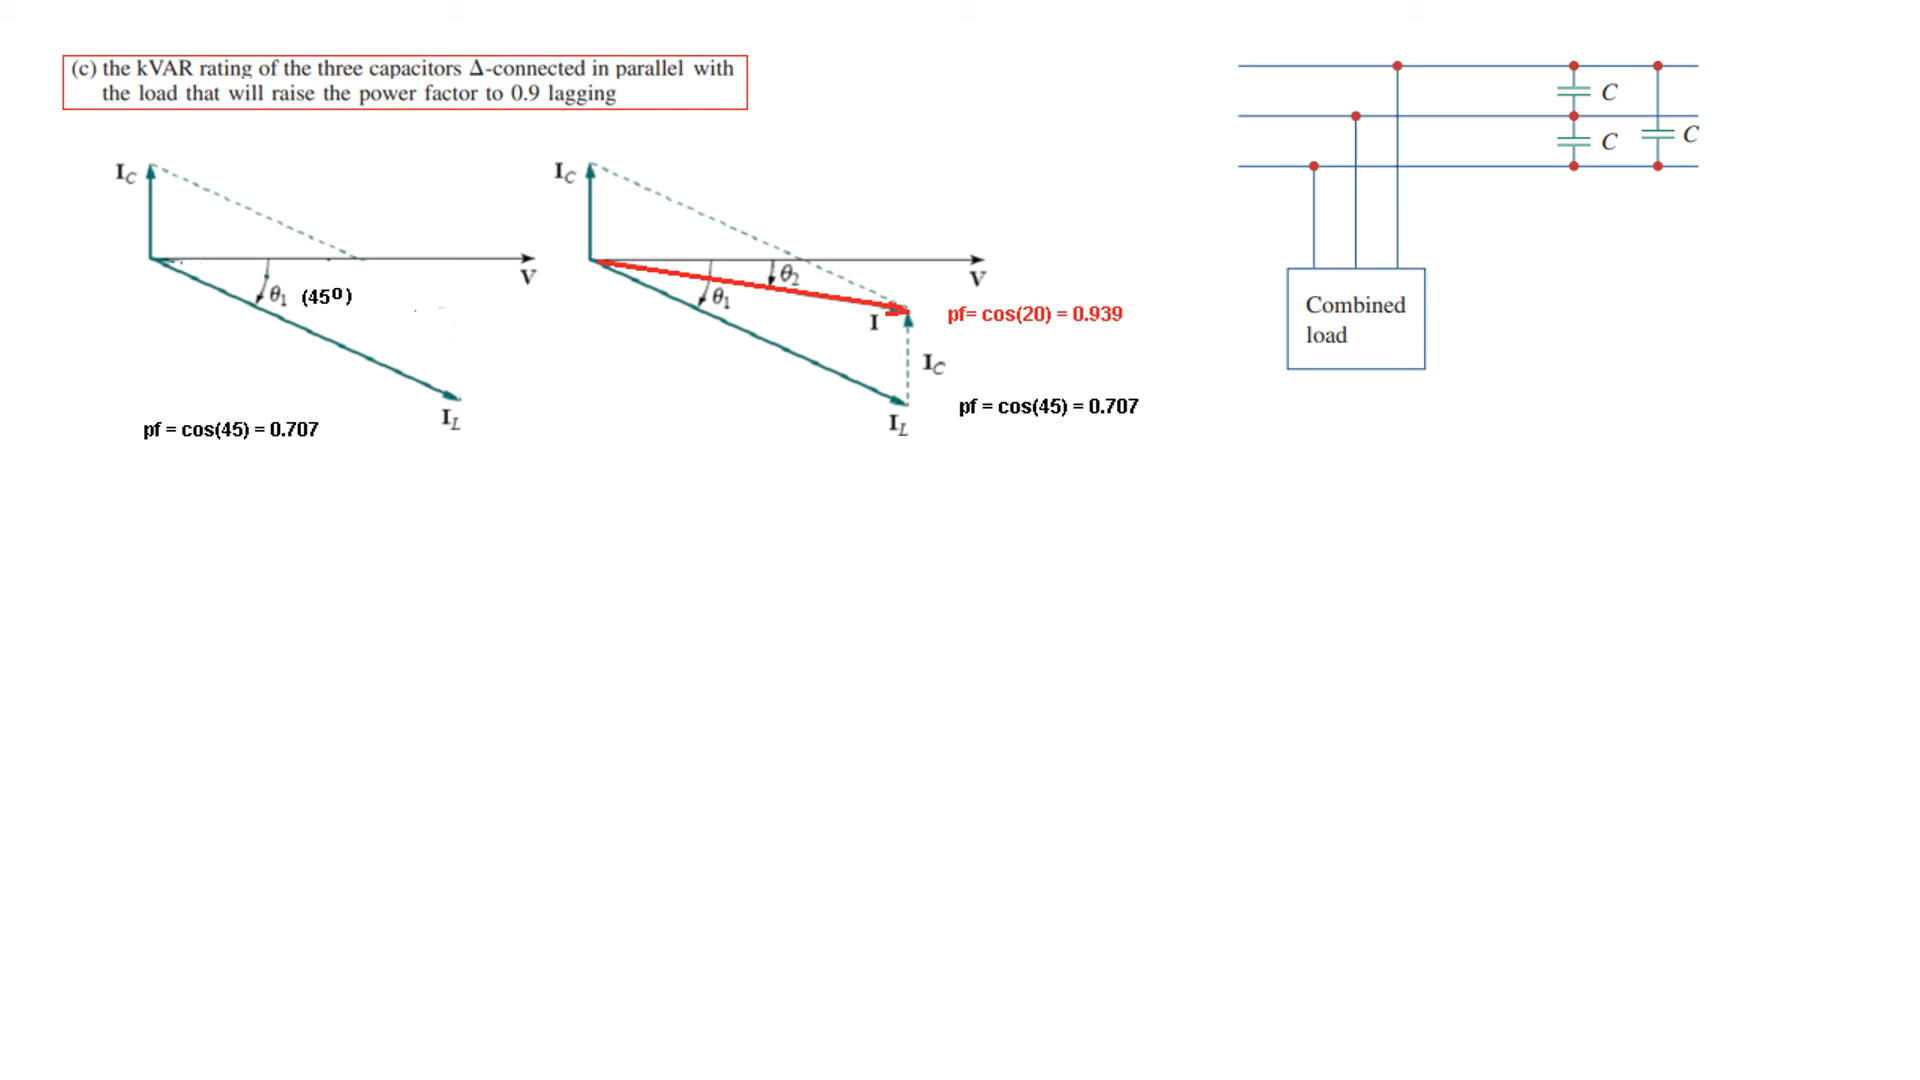 (c) the kVAR rating of the three capacitors Δ-connected in parallel with
the load that will raise the power factor to 0.9 lagging
I_C
θ₁ (45º)
V
I_L
pf = cos(45) = 0.707
I_C
θ₂
θ₁
V
I
pf= cos(20) = 0.939
I_C
pf = cos(45) = 0.707
I_L
C
C
C
Combined
load